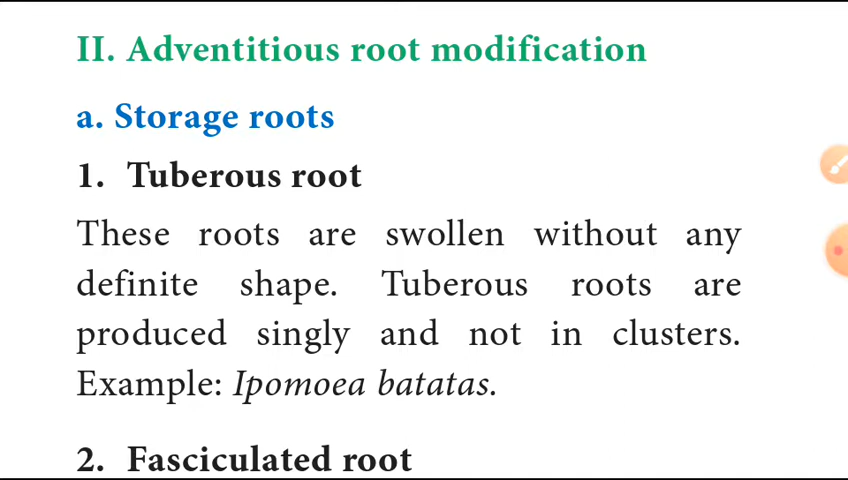 II. Adventitious root modification
a. Storage roots
1. Tuberous root
These roots are swollen without any
definite shape. Tuberous roots are
produced singly and not in clusters.
Example: Ipomoea batatas.
2. Fasciculated root